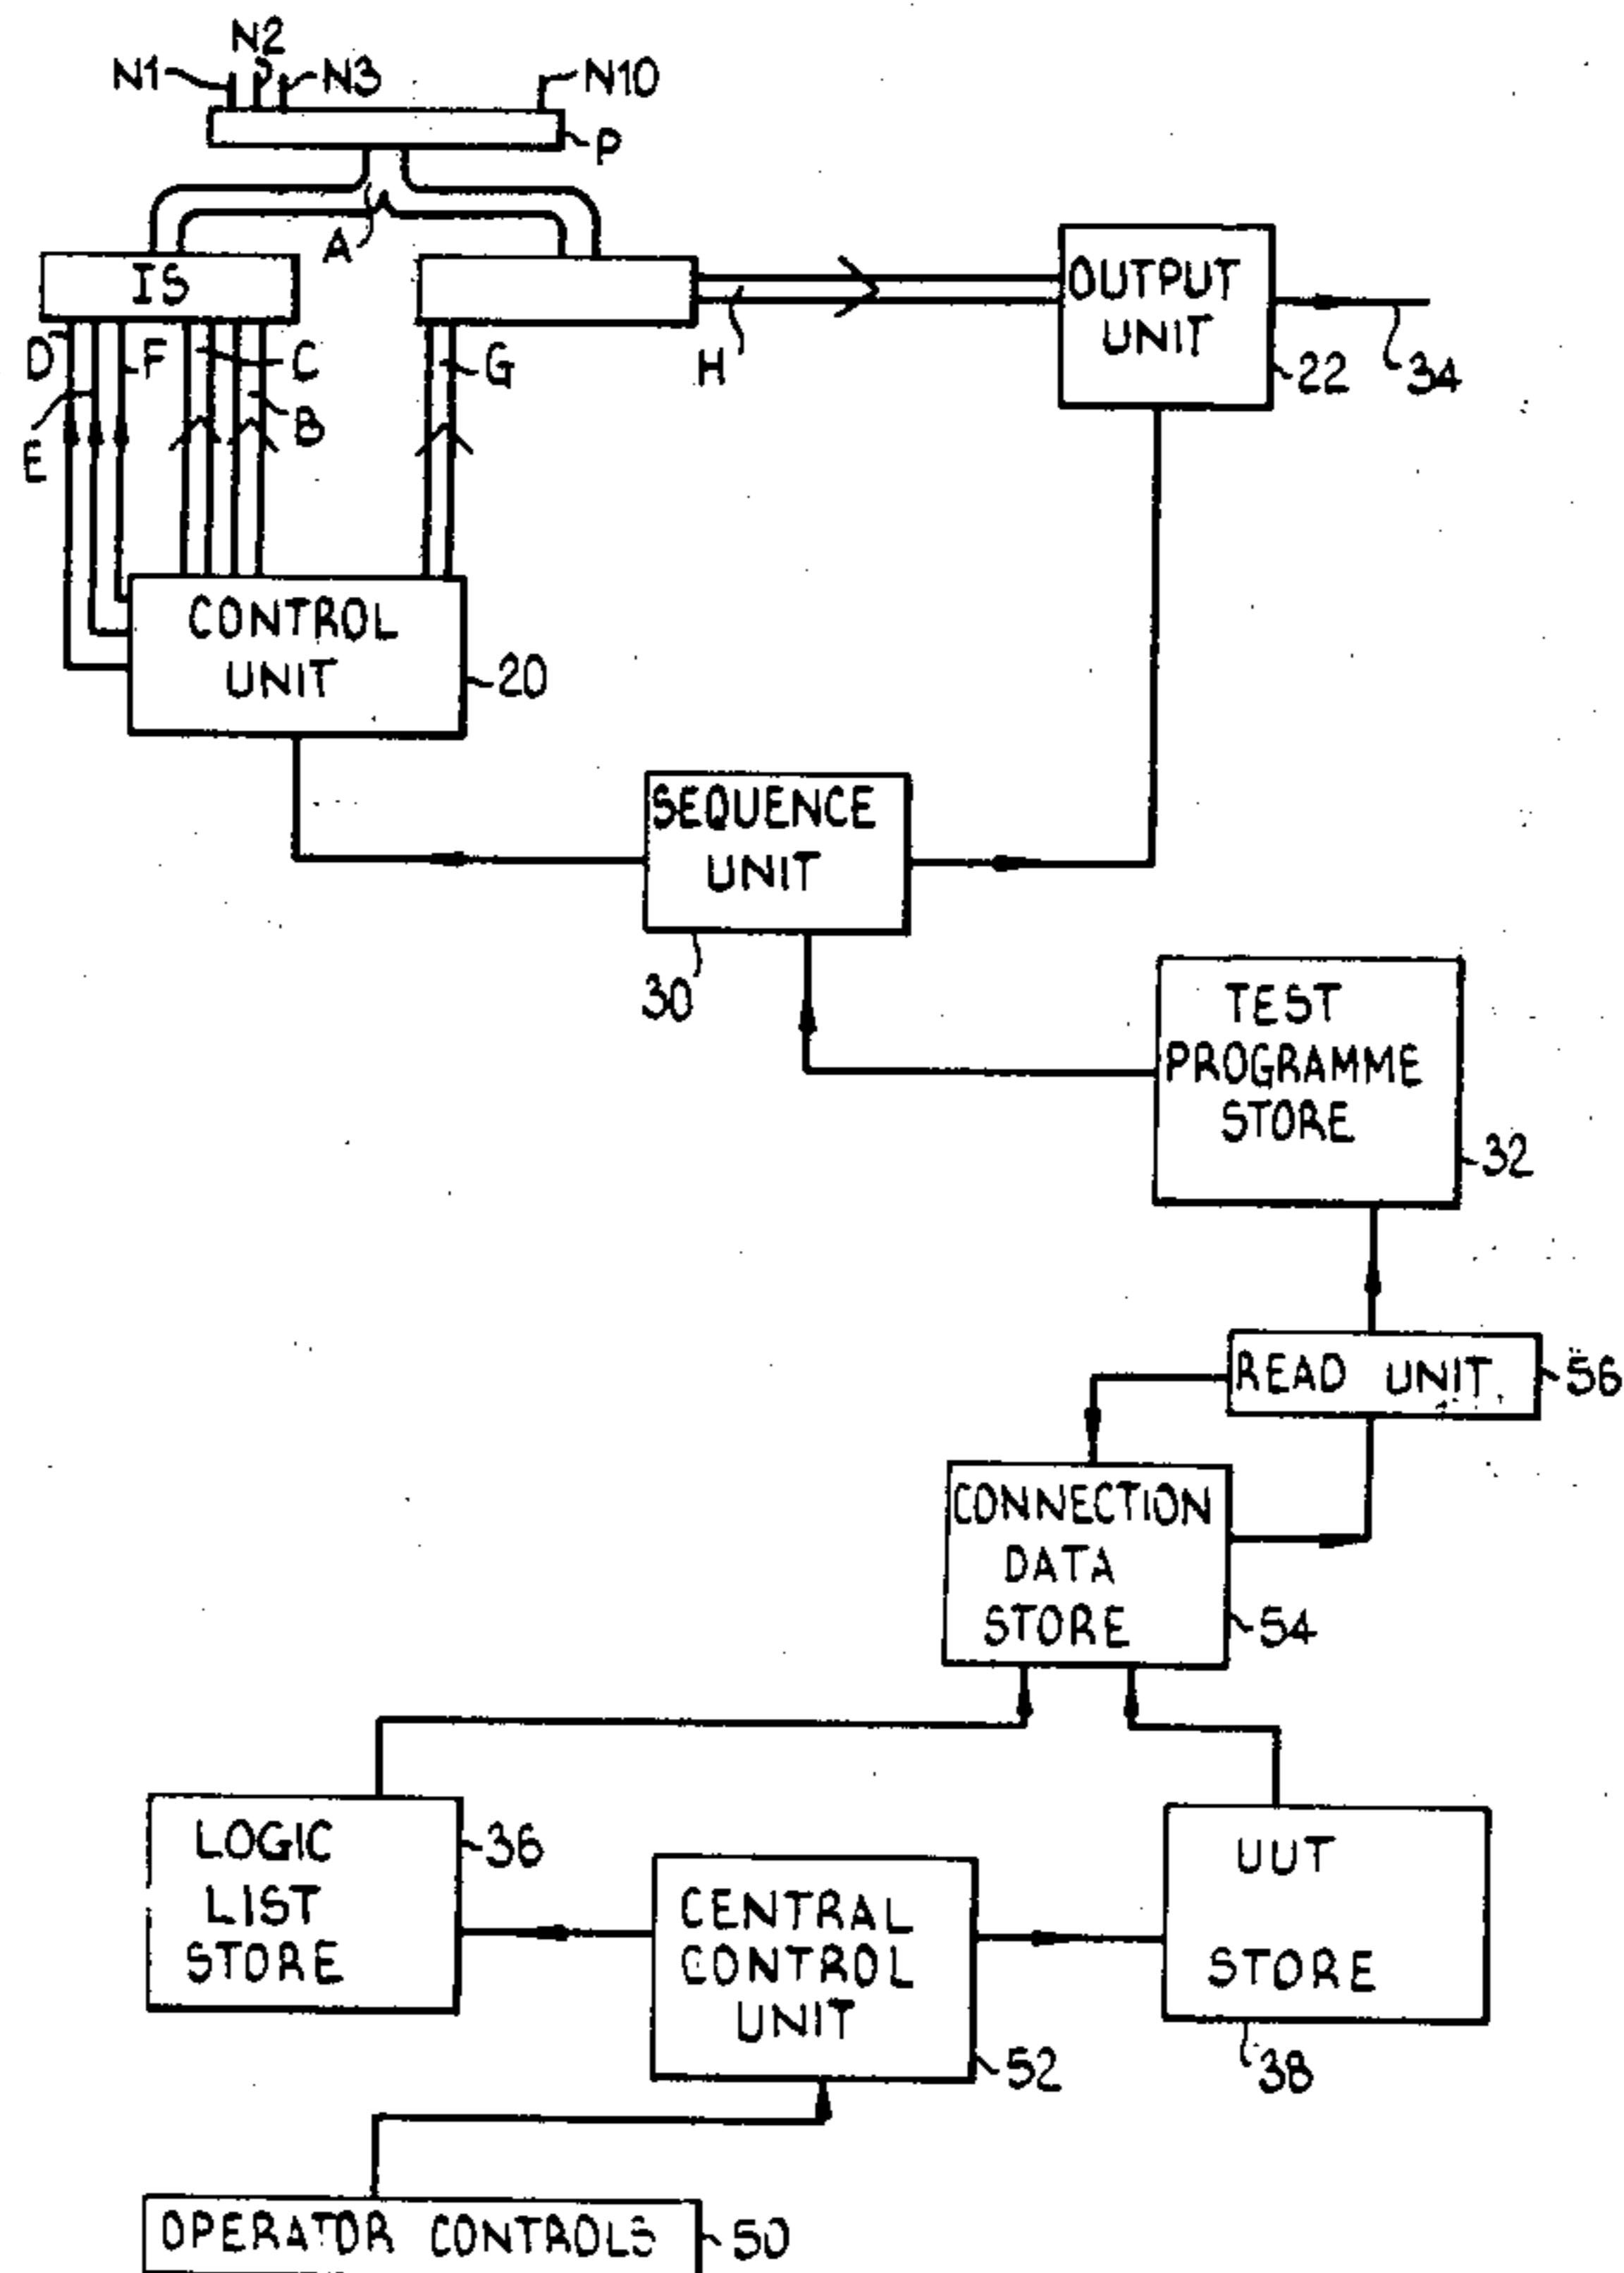 N1
N2
N3
N10
P
A
IS
D
F
C
E
B
G
H
OUTPUT
UNIT
22
34
CONTROL
UNIT
20
SEQUENCE
UNIT
30
TEST
PROGRAMME
STORE
32
READ UNIT
56
CONNECTION
DATA
STORE
54
LOGIC
LIST
STORE
36
CENTRAL
CONTROL
UNIT
52
UUT
STORE
38
OPERATOR CONTROLS
50